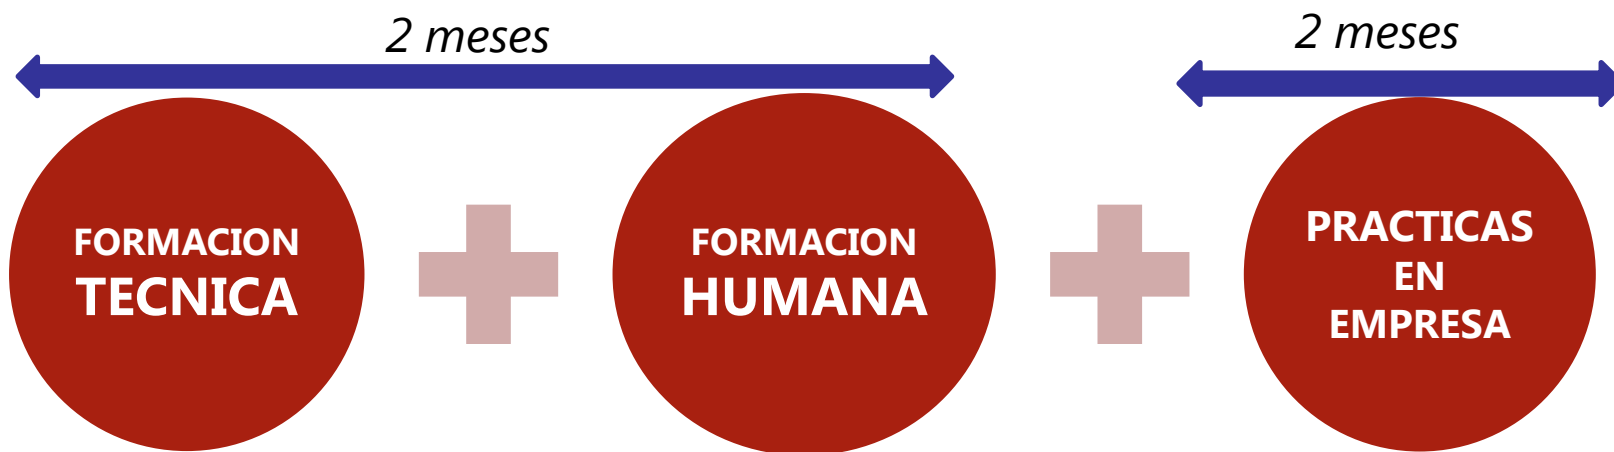 2 meses
2 meses
FORMACION
TECNICA
FORMACION
HUMANA
PRACTICAS
EN
EMPRESA